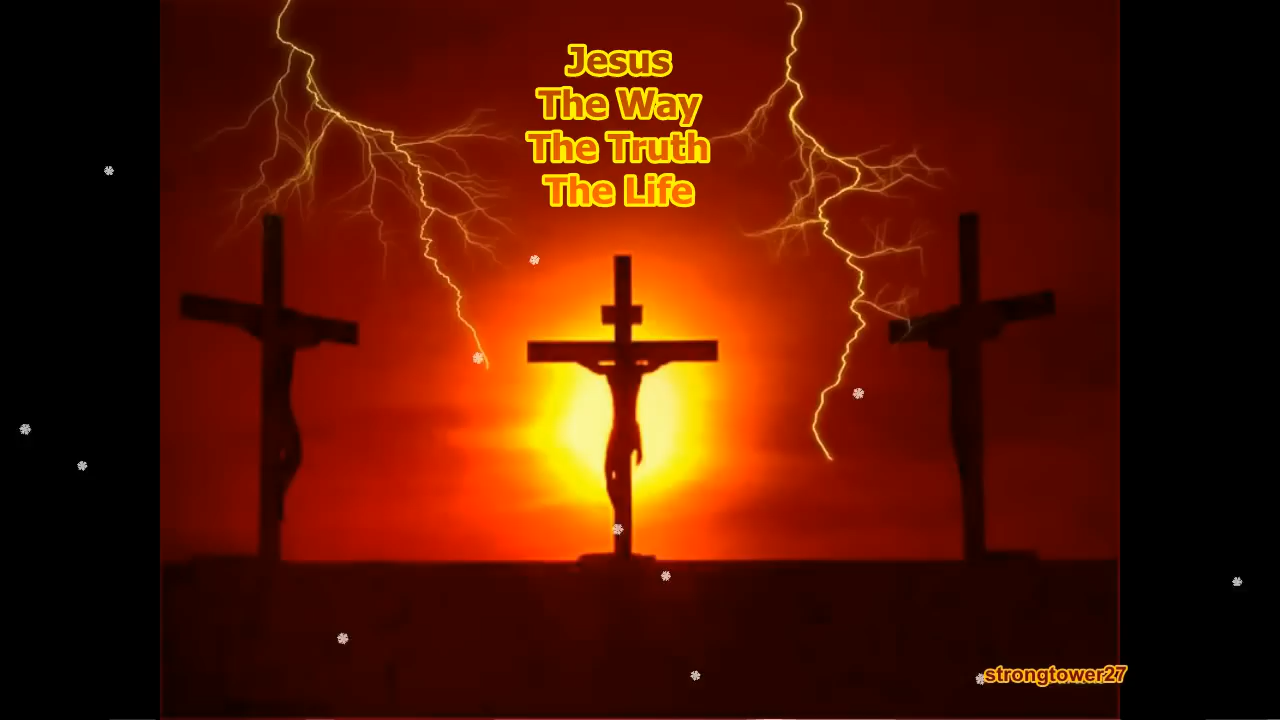 Jesus
The Way
The Truth
The Life
strongtower27